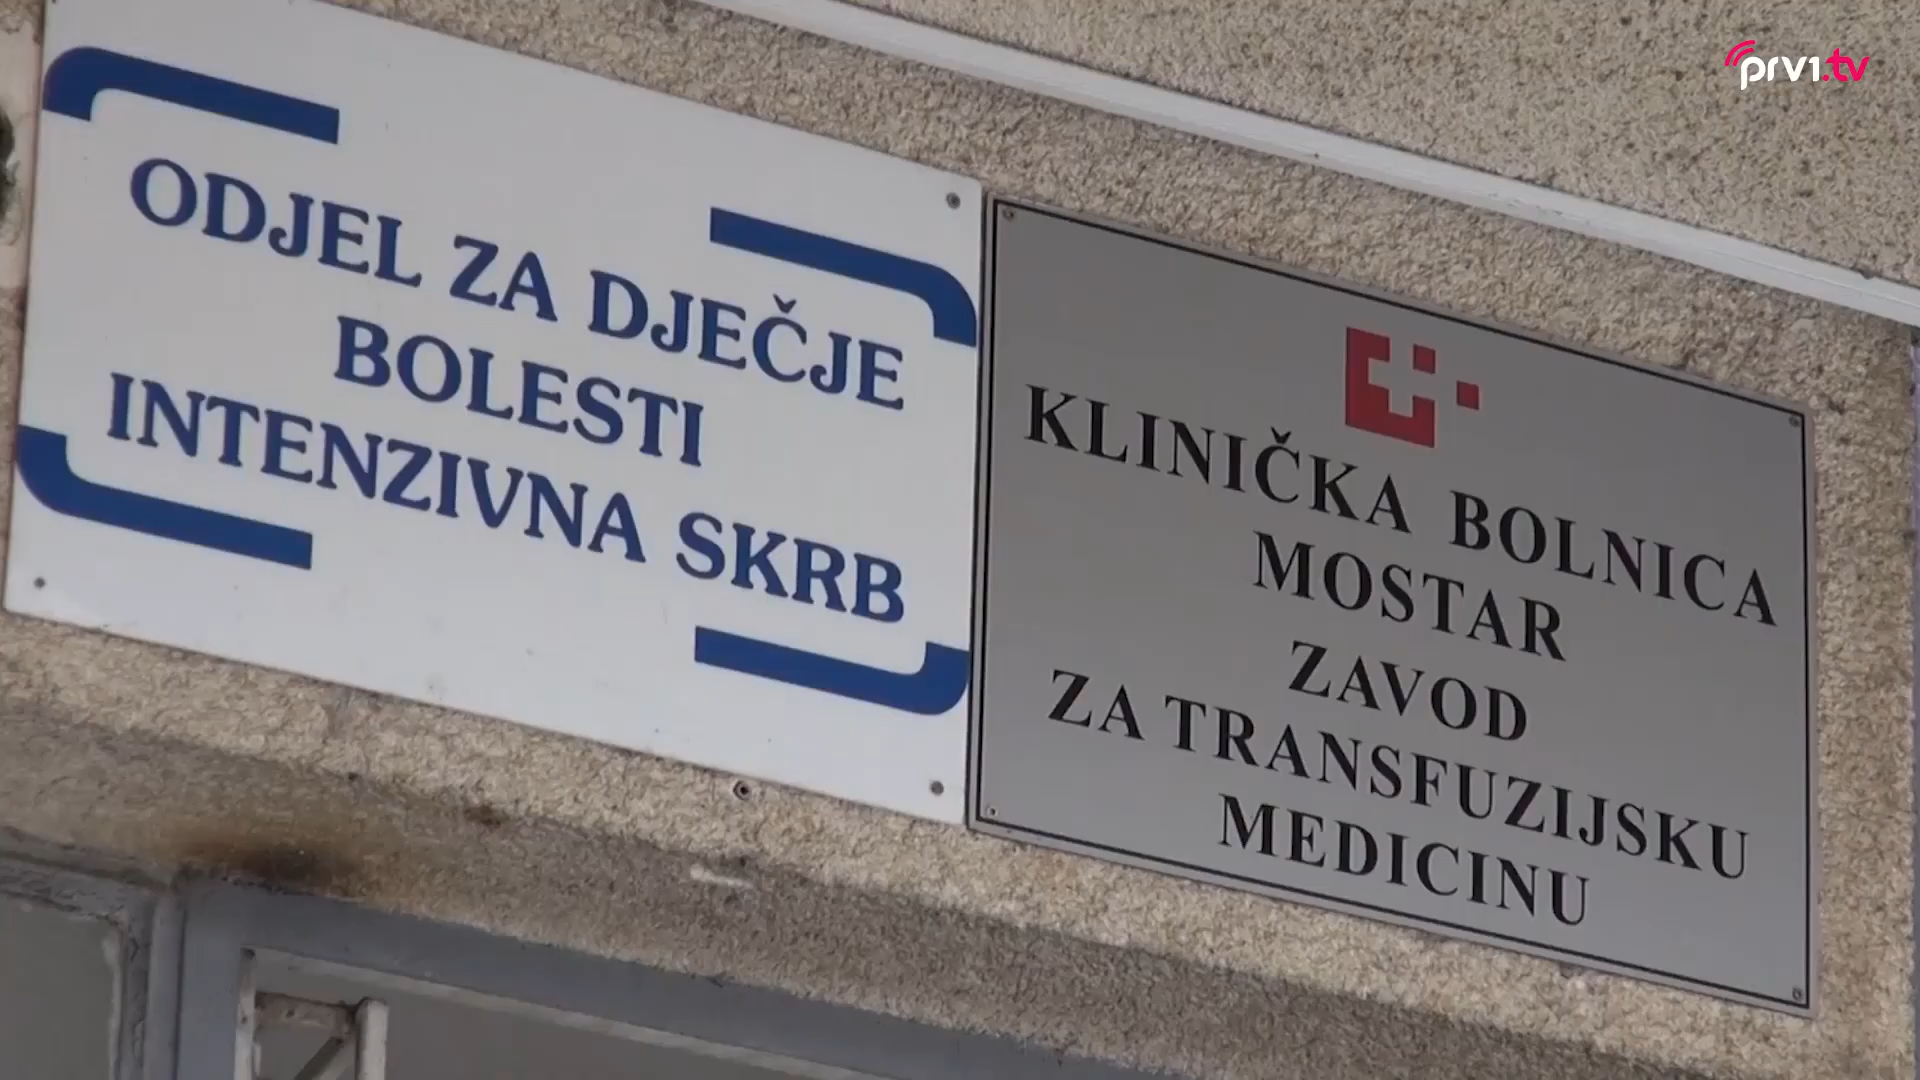 prv1.tv
ODJEL ZA DJEČJE
BOLESTI
INTENZIVNA SKRB
KLINIČKA BOLNICA
MOSTAR
ZAVOD
ZA TRANSFUZIJSKU
MEDICINU